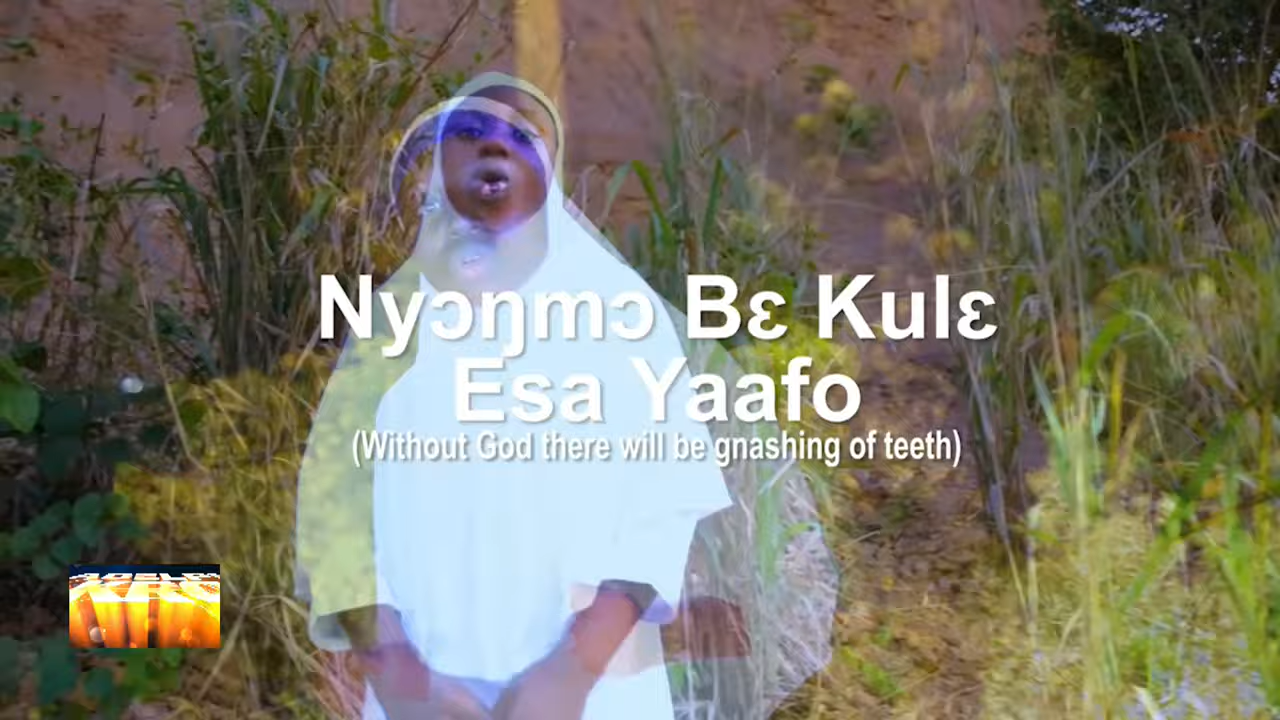 Nyɔŋmɔ Bɛ Kulɛ
Esa Yaafo
(Without God there will be gnashing of teeth)